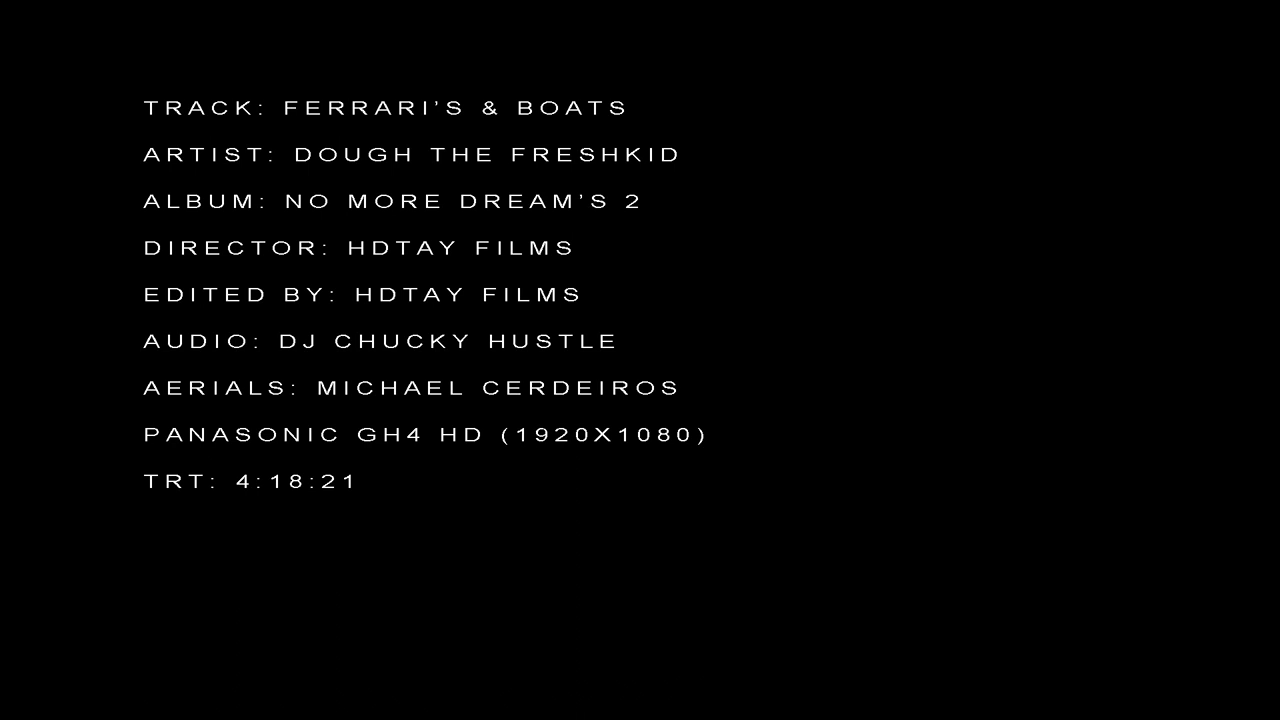 TRACK: FERRARI'S & BOATS
ARTIST: DOUGH THE FRESHKID
ALBUM: NO MORE DREAM'S 2
DIRECTOR: HDTAY FILMS
EDITED BY: HDTAY FILMS
AUDIO: DJ CHUCKY HUSTLE
AERIALS: MICHAEL CERDEIROS
PANASONIC GH4 HD (1920X1080)
TRT: 4:18:21